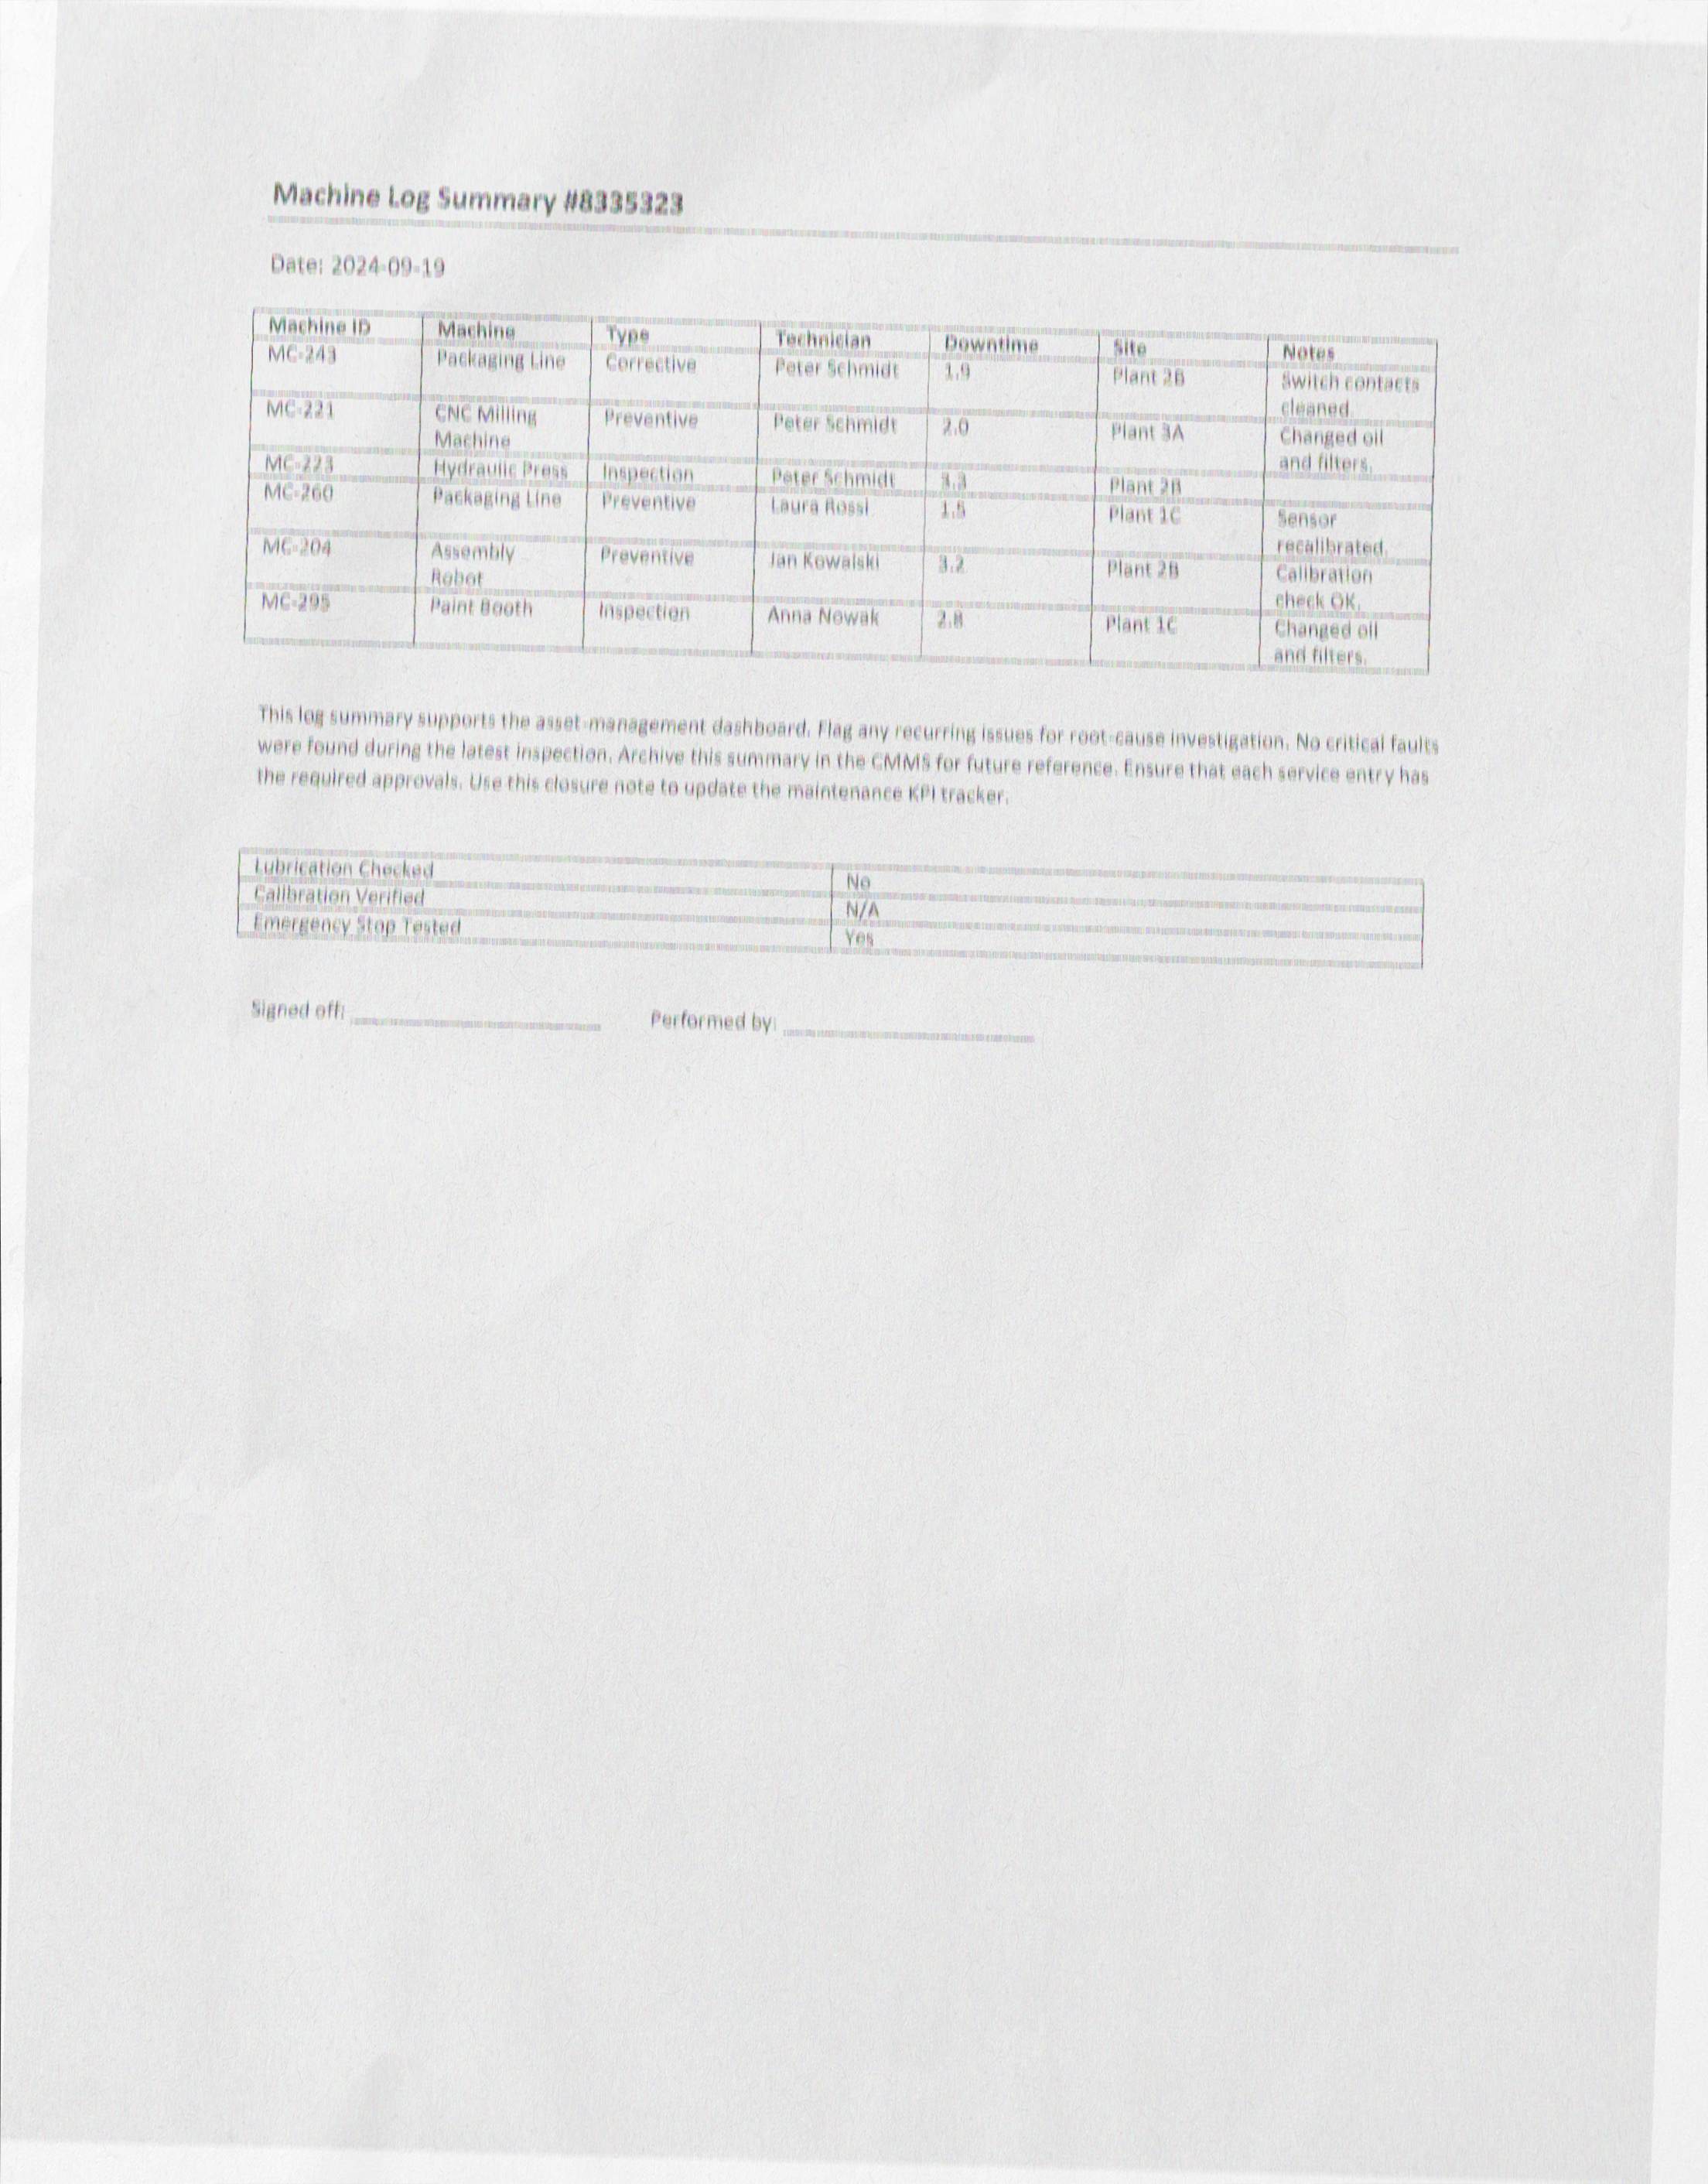 Machine Log Summary #8335323
Date: 2024-09-19
Machine ID Machine Type Technician Downtime Site Notes
MC-243 Packaging Line Corrective Peter Schmidt 1.9 Plant 2B Switch contacts
cleaned.
MC-221 CNC Milling Preventive Peter Schmidt 2.0 Plant 3A Changed oil
Machine and filters.
MC-223 Hydraulic Press Inspection Peter Schmidt 3.3 Plant 2B
MC-260 Packaging Line Preventive Laura Rossi 1.5 Plant 1C Sensor
recalibrated.
MC-204 Assembly Preventive Jan Kowalski 3.2 Plant 2B Calibration
Robot check OK.
MC-295 Paint Booth Inspection Anna Nowak 2.8 Plant 1C Changed oil
and filters.
This log summary supports the asset-management dashboard. Flag any recurring issues for root-cause investigation. No critical faults
were found during the latest inspection. Archive this summary in the CMMS for future reference. Ensure that each service entry has
the required approvals. Use this closure note to update the maintenance KPI tracker.
Lubrication Checked No
Calibration Verified N/A
Emergency Stop Tested Yes
Signed off: Performed by: